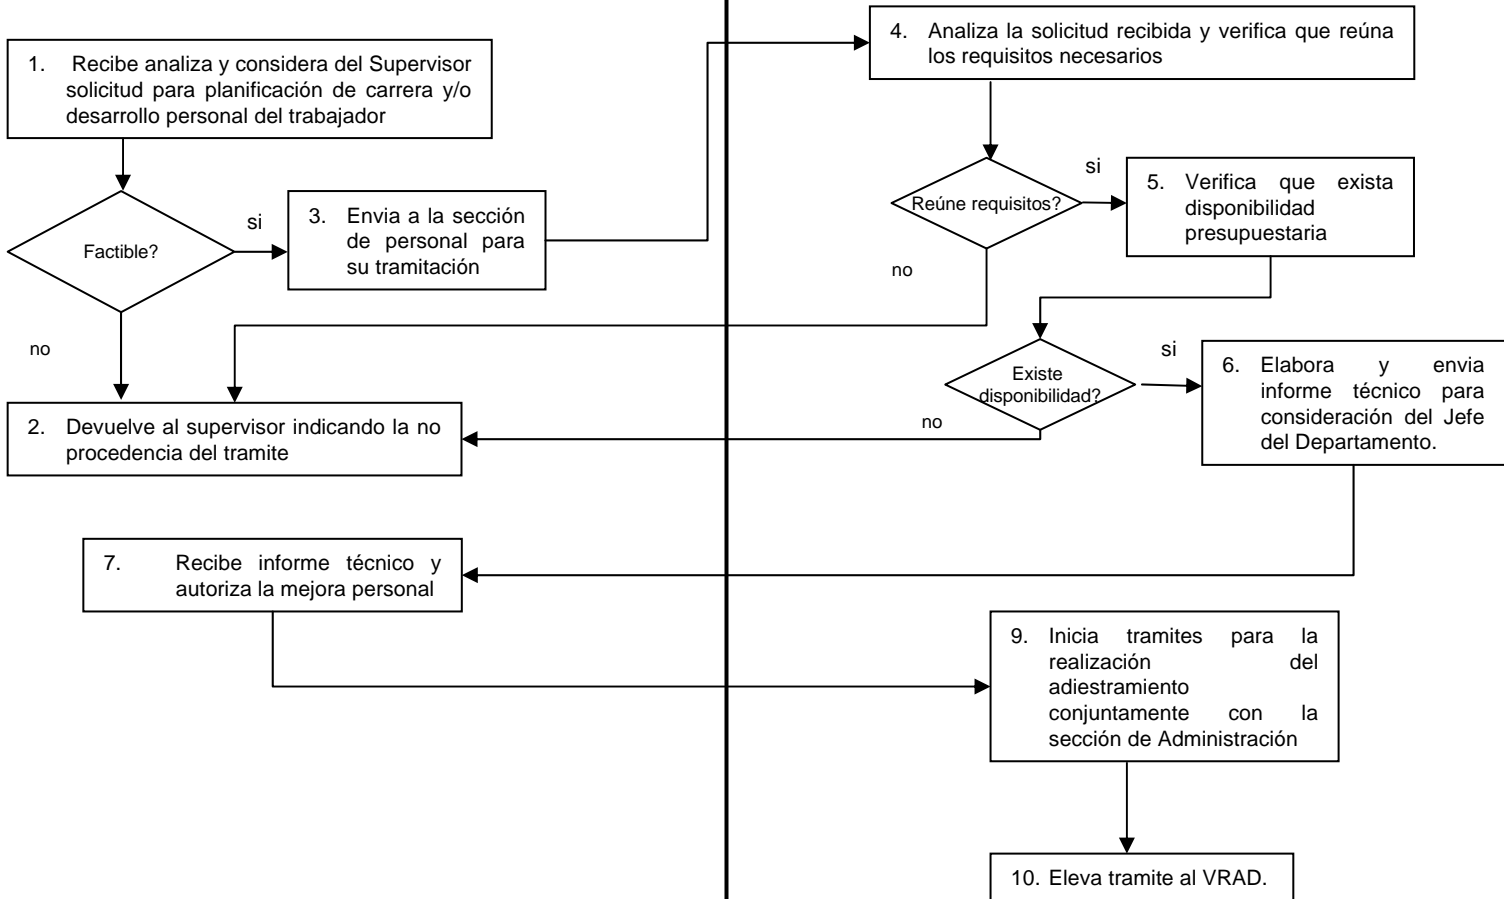 1. Recibe analiza y considera del Supervisor
solicitud para planificación de carrera y/o
desarrollo personal del trabajador
Factible?
si
no
3. Envia a la sección
de personal para
su tramitación
2. Devuelve al supervisor indicando la no
procedencia del tramite
4. Analiza la solicitud recibida y verifica que reúna
los requisitos necesarios
Reúne requisitos?
si
no
5. Verifica que exista
disponibilidad
presupuestaria
Existe
disponibilidad?
si
no
6. Elabora y envia
informe técnico para
consideración del Jefe
del Departamento.
7. Recibe informe técnico y
autoriza la mejora personal
9. Inicia tramites para la
realización del
adiestramiento
conjuntamente con la
sección de Administración
10. Eleva tramite al VRAD.